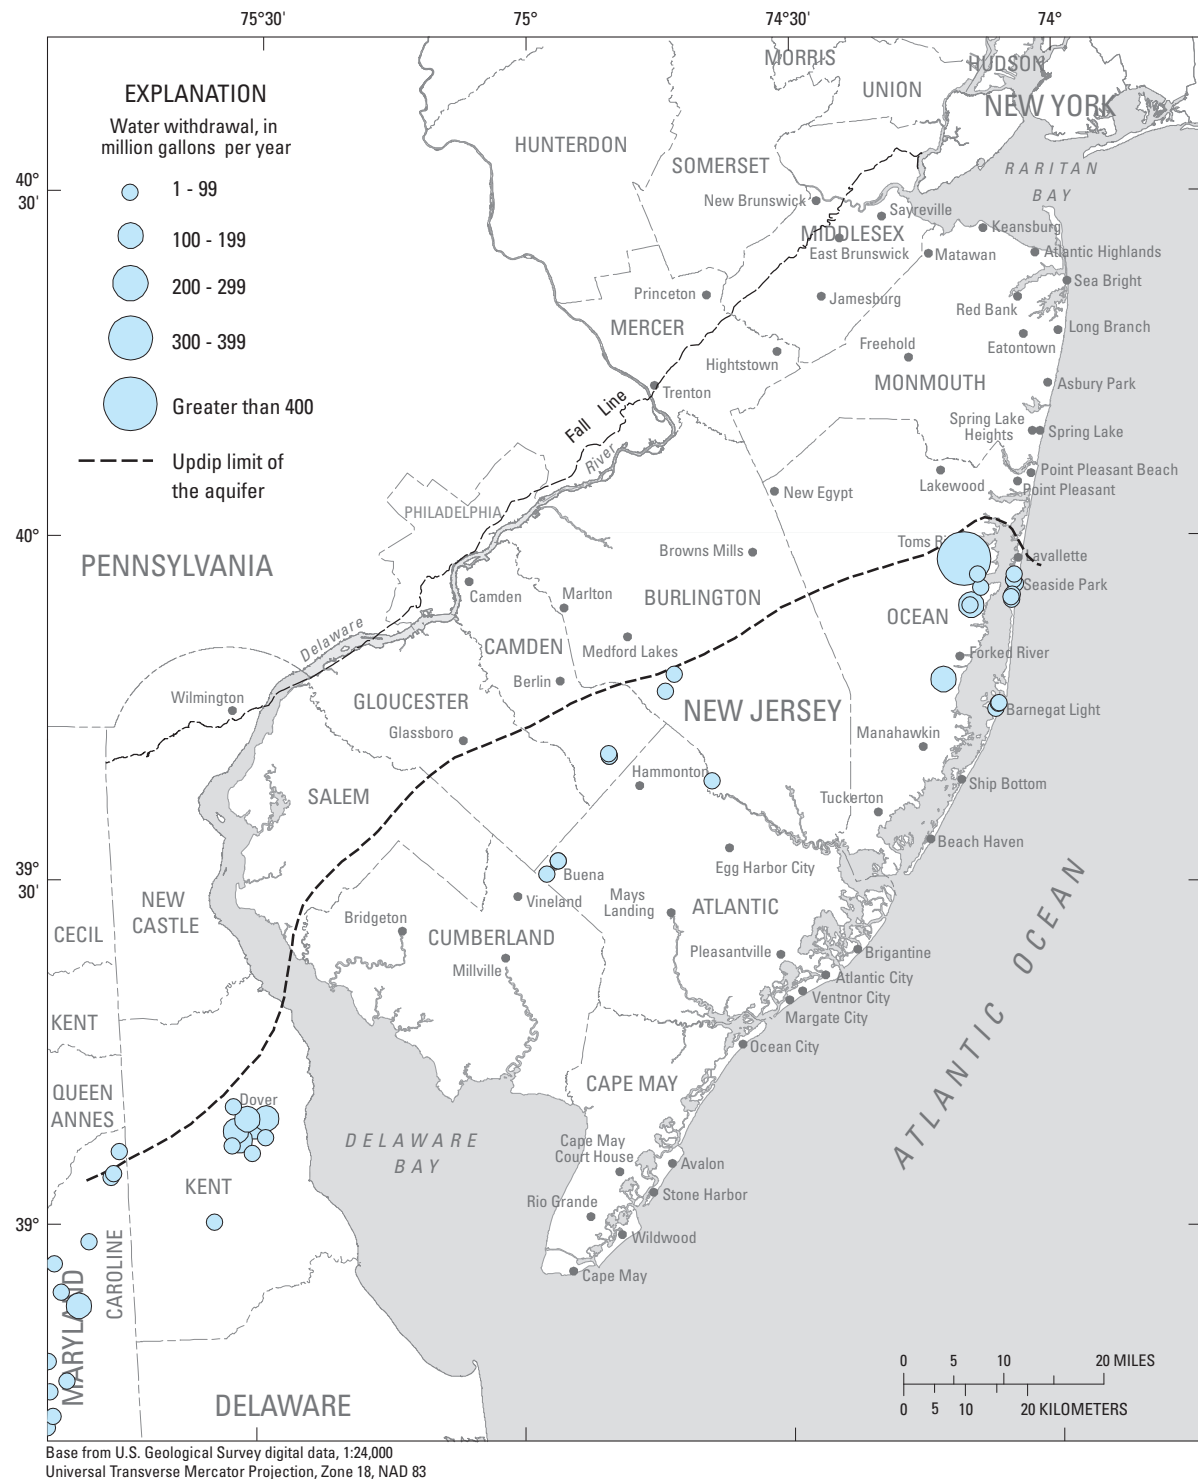 75°30'
75°
74°30'
74°
EXPLANATION
Water withdrawal, in
million gallons per year
1 - 99
100 - 199
200 - 299
300 - 399
Greater than 400
Updip limit of
the aquifer
40°
30'
40°
39°
30'
39°
MORRIS
HUDSON
UNION
NEW YORK
HUNTERDON
SOMERSET
RARITAN
BAY
New Brunswick
Sayreville
Keansburg
MIDDLESEX
East Brunswick
Matawan
Atlantic Highlands
Sea Bright
Princeton
Jamesburg
Red Bank
MERCER
Long Branch
Hightstown
Freehold
Eatontown
MONMOUTH
Asbury Park
Trenton
Fall Line
Spring Lake
Heights
Spring Lake
River
Point Pleasant Beach
Lakewood
Point Pleasant
New Egypt
PHILADELPHIA
PENNSYLVANIA
Browns Mills
Lavallette
Seaside Park
Camden
Marlton
BURLINGTON
OCEAN
Delaware
CAMDEN
Medford Lakes
Forked River
Berlin
Wilmington
GLOUCESTER
NEW JERSEY
Barnegat Light
Glassboro
Manahawkin
Hammonton
Ship Bottom
SALEM
Tuckerton
Beach Haven
Egg Harbor City
Buena
NEW
CASTLE
Vineland
Mays
Landing
ATLANTIC
Bridgeton
CECIL
CUMBERLAND
Pleasantville
Brigantine
Millville
Atlantic City
Ventnor City
Margate City
KENT
Ocean City
ATLANTIC OCEAN
QUEEN
ANNES
CAPE MAY
Dover
DELAWARE
BAY
Cape May
Court House
Avalon
KENT
Stone Harbor
Rio Grande
Wildwood
CAROLINE
Cape May
MARYLAND
DELAWARE
0 5 10 20 MILES
0 5 10 20 KILOMETERS
Base from U.S. Geological Survey digital data, 1:24,000
Universal Transverse Mercator Projection, Zone 18, NAD 83